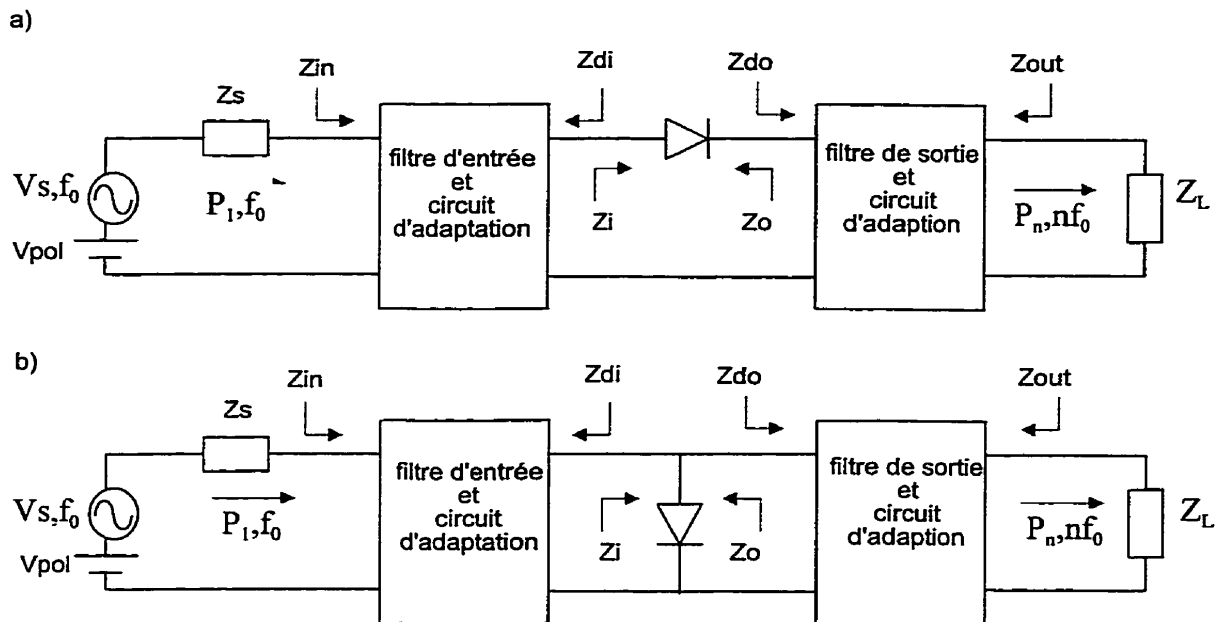 a)
Zin
Zdi
Zdo
Zout
Zs
filtre d'entrée
et
circuit
d'adaptation
filtre de sortie
et
circuit
d'adaption
Vs,f₀
P₁,f₀
Zi
Zo
Pₙ,nf₀
Z_L
Vpol
b)
Zin
Zdi
Zdo
Zout
Zs
filtre d'entrée
et
circuit
d'adaptation
filtre de sortie
et
circuit
d'adaption
Vs,f₀
P₁,f₀
Zi
Zo
Pₙ,nf₀
Z_L
Vpol